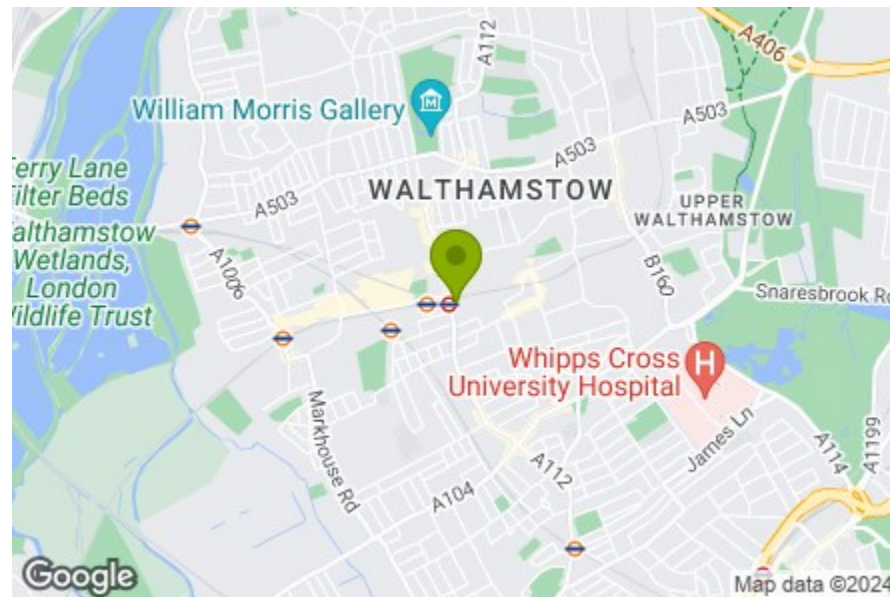 A112
A406
William Morris Gallery
A503
A503
erry Lane
ilter Beds
A503
WALTHAMSTOW
UPPER
WALTHAMSTOW
althamstow
Wetlands,
London
ildlife Trust
A1006
B160
Snaresbrook Rd
Whipps Cross
University Hospital
H
Markhouse Rd
James Ln
A112
A104
A114
A1199
Google
Map data ©2024